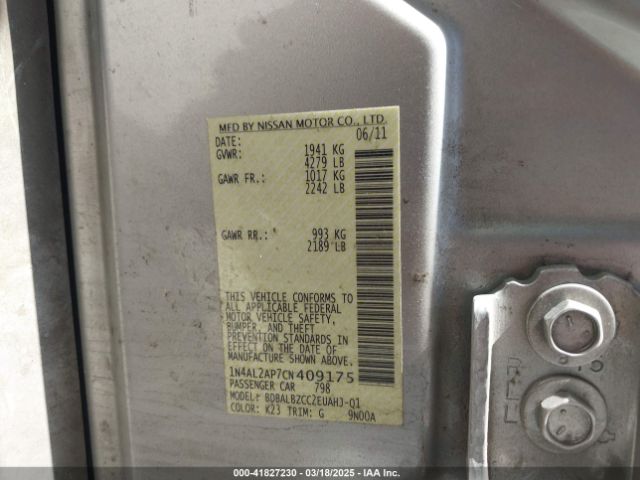 MFD BY NISSAN MOTOR CO., LTD.
DATE: 06/11
GVWR: 1941 KG
4279 LB
GAWR FR.: 1017 KG
2242 LB
GAWR RR.: 993 KG
2189 LB
THIS VEHICLE CONFORMS TO
ALL APPLICABLE FEDERAL
MOTOR VEHICLE SAFETY,
BUMPER, AND THEFT
PREVENTION STANDARDS
IN EFFECT ON THE DATE OF
MANUFACTURE SHOWN ABOVE.
1N4AL2AP7CN409175
PASSENGER CAR 798
MODEL: BDBALBZCCZEUAHJ-Q1
COLOR: K23 TRIM: G 9N00A
000-41827230 - 03/18/2025 - IAA Inc.